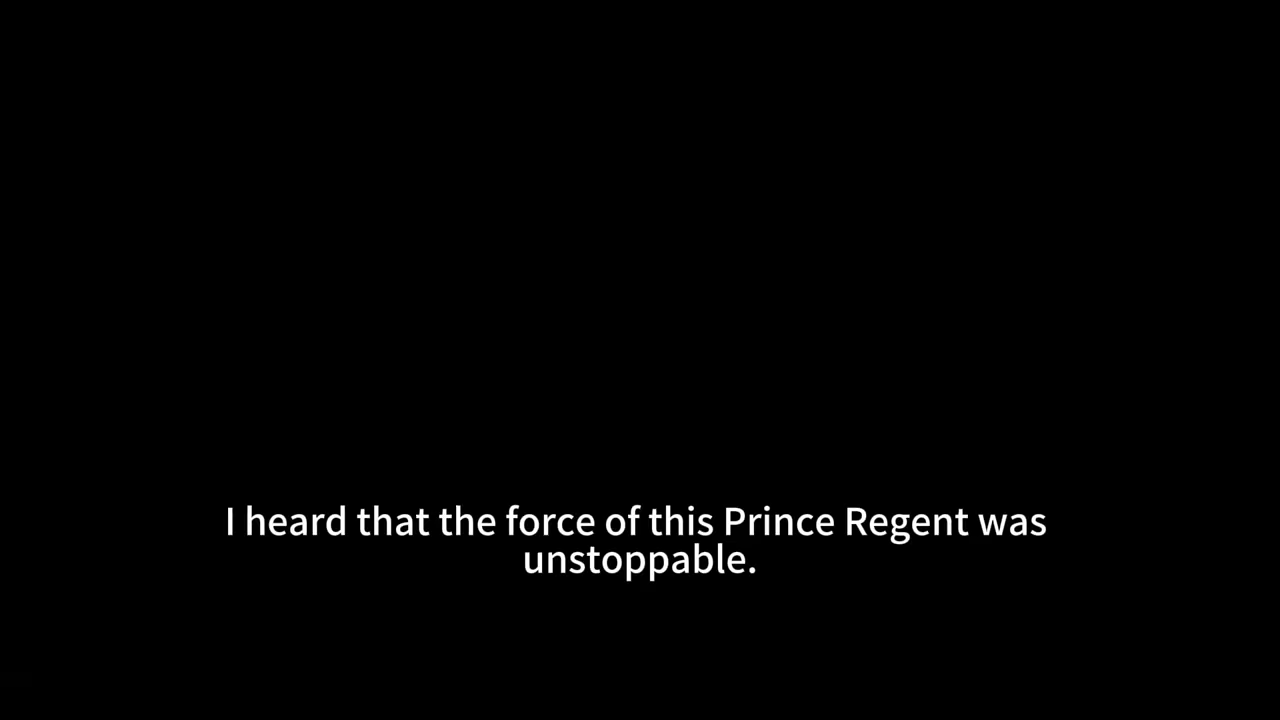 I heard that the force of this Prince Regent was
unstoppable.